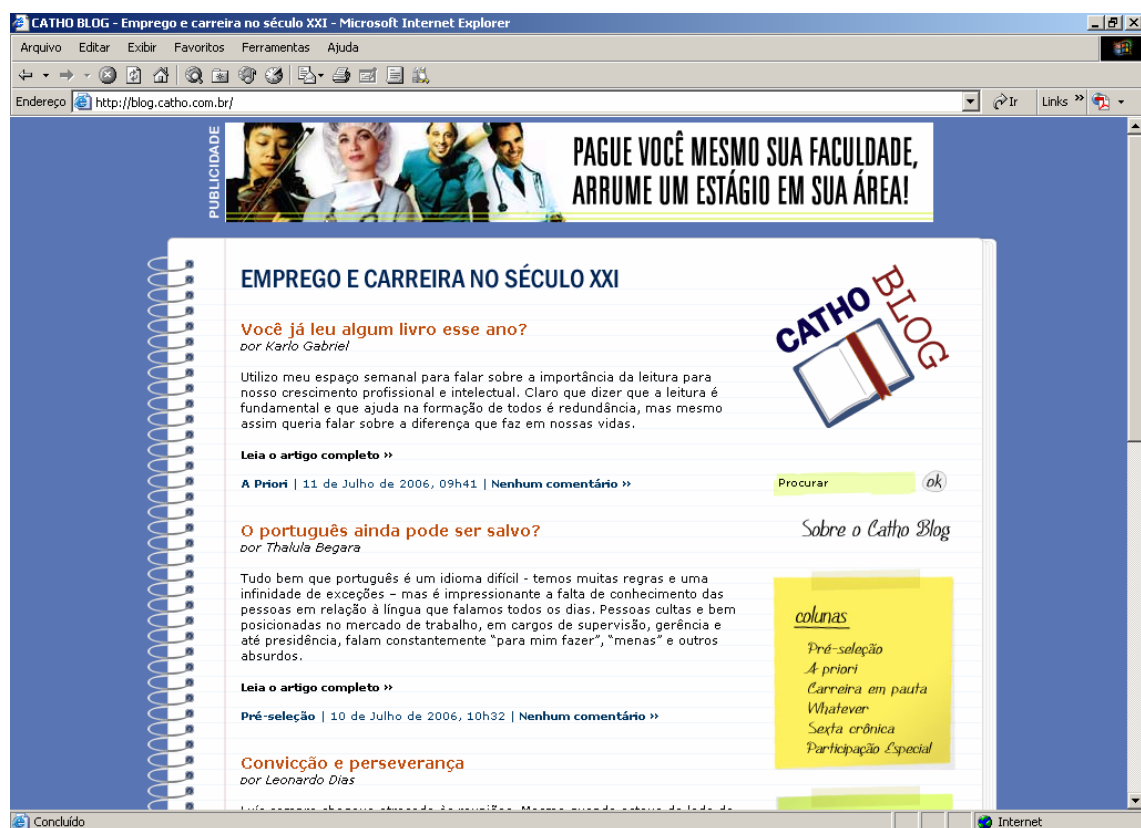 CATHO BLOG - Emprego e carreira no século XXI - Microsoft Internet Explorer
Arquivo Editar Exibir Favoritos Ferramentas Ajuda
Endereço http://blog.catho.com.br/ Ir Links »
PUBLICIDADE
PAGUE VOCÊ MESMO SUA FACULDADE,
ARRUME UM ESTÁGIO EM SUA ÁREA!
EMPREGO E CARREIRA NO SÉCULO XXI
CATHO BLOG
Você já leu algum livro esse ano?
por Karlo Gabriel
Utilizo meu espaço semanal para falar sobre a importância da leitura para
nosso crescimento profissional e intelectual. Claro que dizer que a leitura é
fundamental e que ajuda na formação de todos é redundância, mas mesmo
assim queria falar sobre a diferença que faz em nossas vidas.
Leia o artigo completo »
A Priori | 11 de Julho de 2006, 09h41 | Nenhum comentário »
O português ainda pode ser salvo?
por Thalula Begara
Tudo bem que português é um idioma difícil - temos muitas regras e uma
infinidade de exceções – mas é impressionante a falta de conhecimento das
pessoas em relação à língua que falamos todos os dias. Pessoas cultas e bem
posicionadas no mercado de trabalho, em cargos de supervisão, gerência e
até presidência, falam constantemente “para mim fazer”, “menas” e outros
absurdos.
Leia o artigo completo »
Pré-seleção | 10 de Julho de 2006, 10h32 | Nenhum comentário »
Convicção e perseverança
por Leonardo Dias
Procurar ok
Sobre o Catho Blog
colunas
Pré-seleção
A priori
Carreira em pauta
Whatever
Sexta crônica
Participação Especial
Concluído
Internet